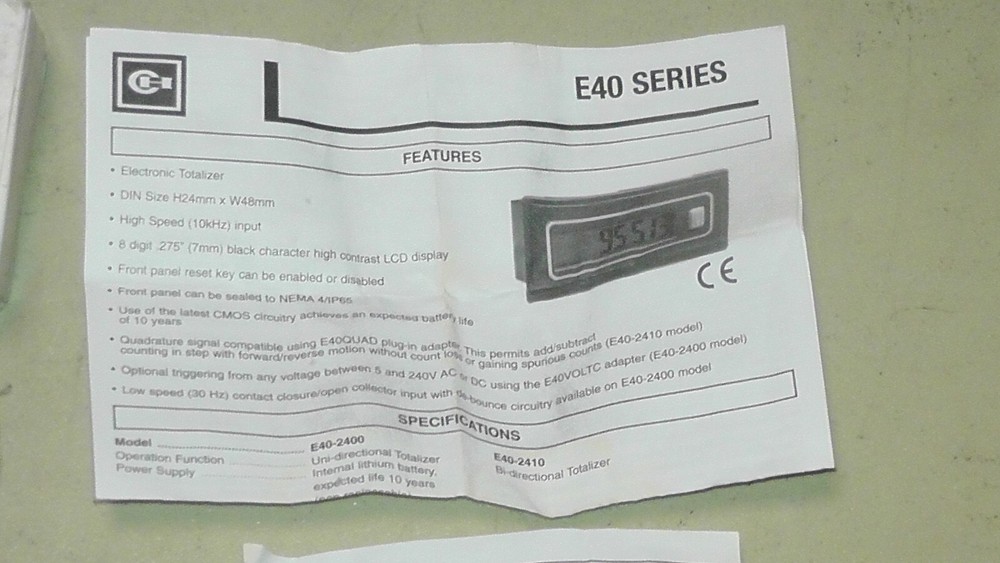 E40 SERIES
FEATURES
• Electronic Totalizer
• DIN Size H24mm x W48mm
• High Speed (10kHz) input
• 8 digit .275" (7mm) black character high contrast LCD display
• Front panel reset key can be enabled or disabled
• Front panel can be sealed to NEMA 4/IP65
• Use of the latest CMOS circuitry achieves an expected battery life
of 10 years
• Quadrature signal compatible using E40QUAD plug-in adapter This permits add/subtract
counting in step with forward/reverse motion without count loss or gaining spurious counts (E40-2410 model)
• Optional triggering from any voltage between 5 and 240V AC or DC using the E40VOLTC adapter (E40-2400 model)
• Low speed (30 Hz) contact closure/open collector input with de-bounce circuitry available on E40-2400 model
CE
SPECIFICATIONS
Model E40-2400 E40-2410
Operation Function Uni-directional Totalizer Bi-directional Totalizer
Power Supply Internal lithium battery,
expected life 10 years
(non replaceable)